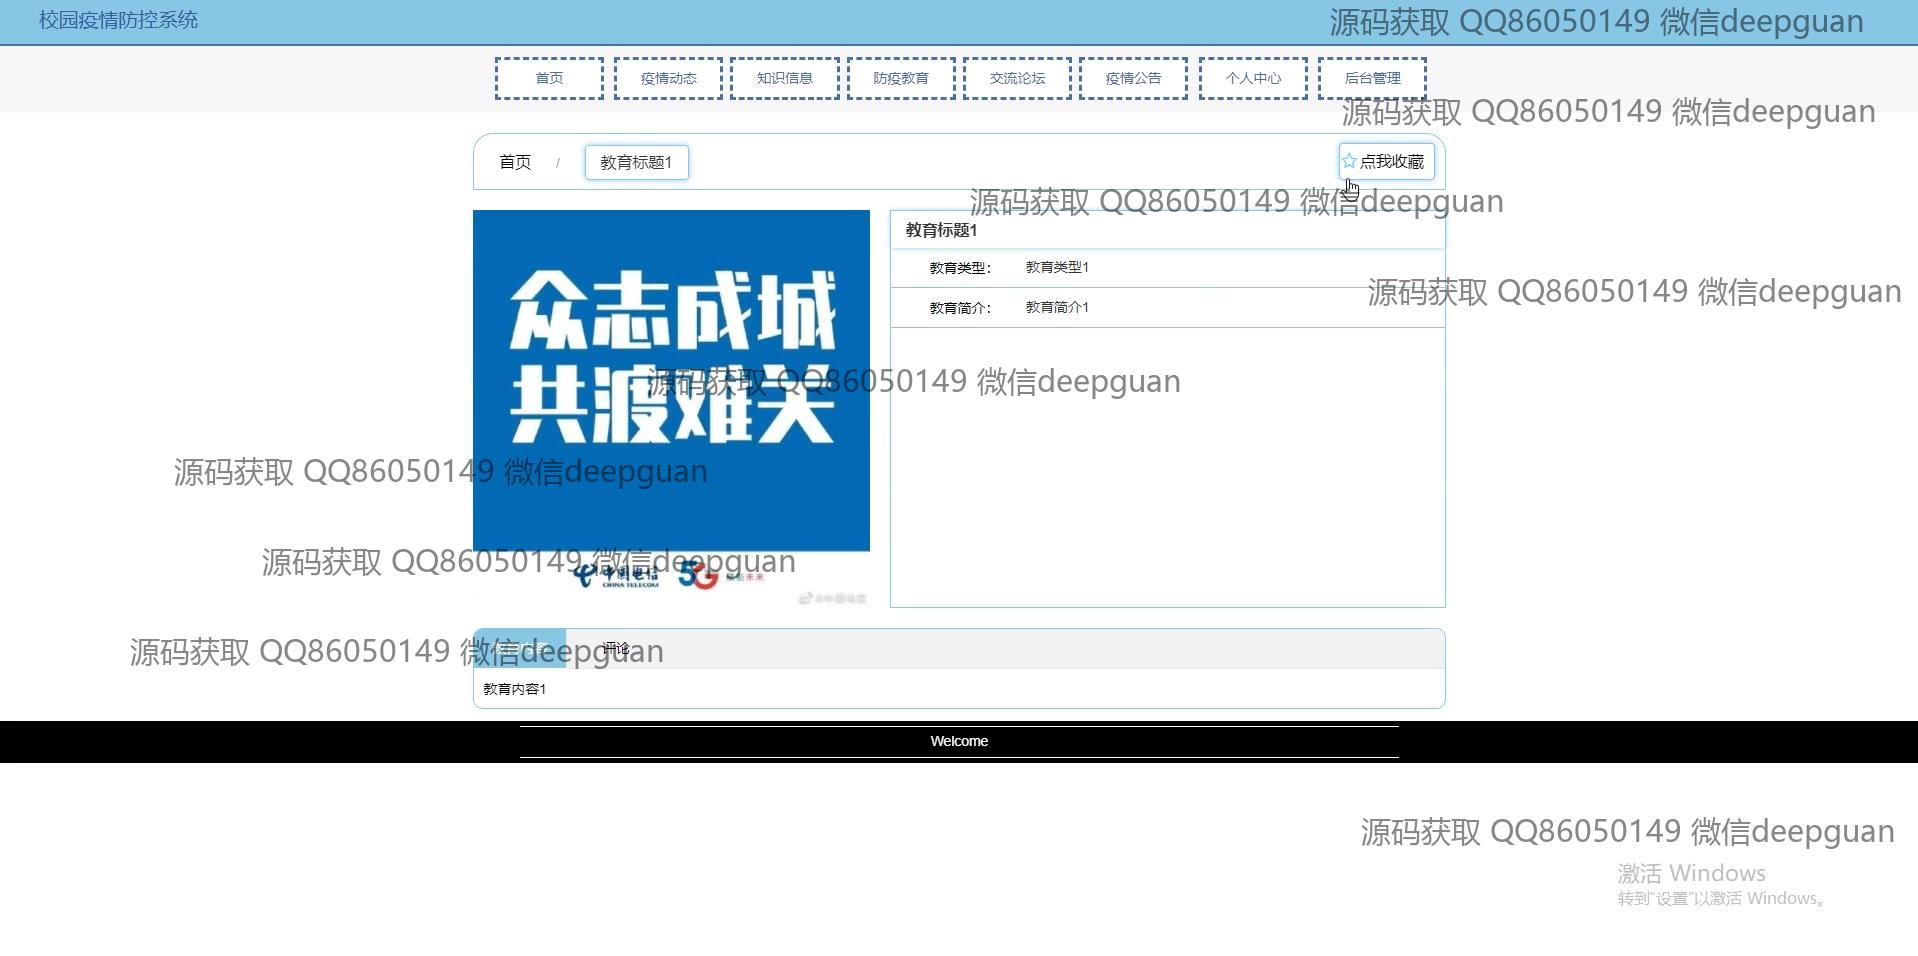 校园疫情防控系统
源码获取 QQ86050149 微信deepguan
首页 疫情动态 知识信息 防疫教育 交流论坛 疫情公告 个人中心 后台管理
源码获取 QQ86050149 微信deepguan
首页 / 教育标题1 点我收藏
源码获取 QQ86050149 微信deepguan
教育标题1
教育类型: 教育类型1
源码获取 QQ86050149 微信deepguan
教育简介: 教育简介1
众志成城
共渡难关
源码获取 QQ86050149 微信deepguan
源码获取 QQ86050149 微信deepguan
源码获取 QQ86050149 微信deepguan
中国电信
CHINA TELECOM
5G
@中国电信
源码获取 QQ86050149 微信deepguan
教育内容 评论
教育内容1
Welcome
源码获取 QQ86050149 微信deepguan
激活 Windows
转到“设置”以激活 Windows。